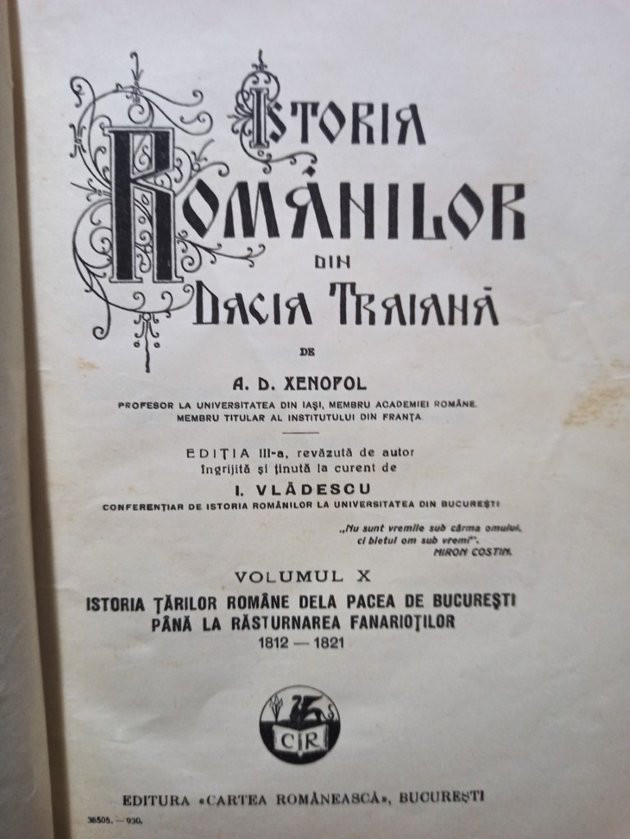 ISTORIA
ROMÂNILOR
DIN
DACIA TRAIANĂ
DE
A. D. XENOPOL
PROFESOR LA UNIVERSITATEA DIN IAŞI, MEMBRU ACADEMIEI ROMÂNE.
MEMBRU TITULAR AL INSTITUTULUI DIN FRANŢA
EDIŢIA III-a, revăzută de autor
îngrijită şi ţinută la curent de
I. VLĂDESCU
CONFERENŢIAR DE ISTORIA ROMÂNILOR LA UNIVERSITATEA DIN BUCUREŞTI
„Nu sunt vremile sub cârma omului,
ci bietul om sub vremi”.
MIRON COSTIN.
VOLUMUL X
ISTORIA ŢĂRILOR ROMÂNE DELA PACEA DE BUCUREŞTI
PÂNĂ LA RĂSTURNAREA FANARIOŢILOR
1812 — 1821
C R
EDITURA «CARTEA ROMÂNEASCĂ», BUCUREŞTI
36505. — 930.